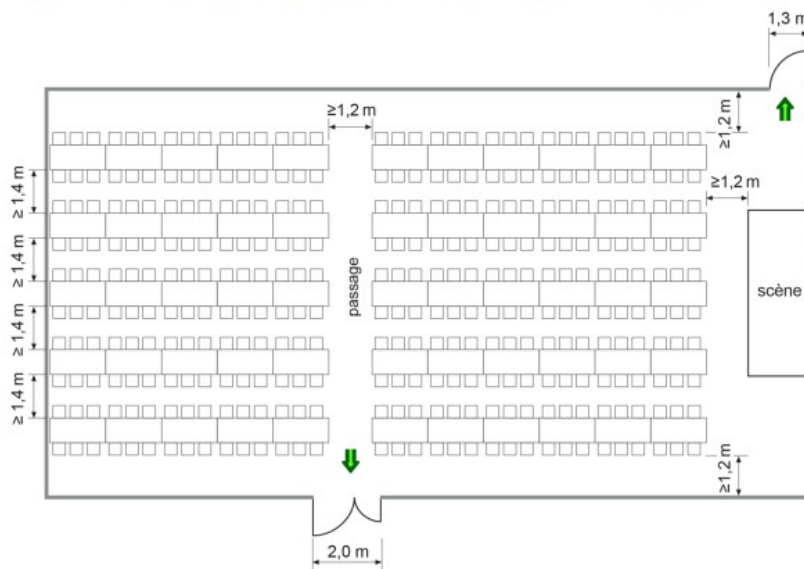 1,3 m
≥1,2 m
≥1,2 m
≥1,2 m
≥ 1,4 m
≥ 1,4 m
≥ 1,4 m
≥ 1,4 m
passage
scène
≥1,2 m
2,0 m